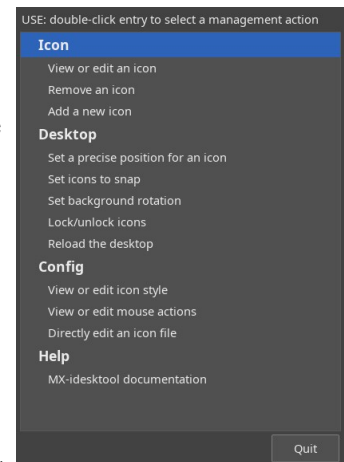 USE: double-click entry to select a management action
Icon
View or edit an icon
Remove an icon
Add a new icon
Desktop
Set a precise position for an icon
Set icons to snap
Set background rotation
Lock/unlock icons
Reload the desktop
Config
View or edit icon style
View or edit mouse actions
Directly edit an icon file
Help
MX-idesktool documentation
Quit